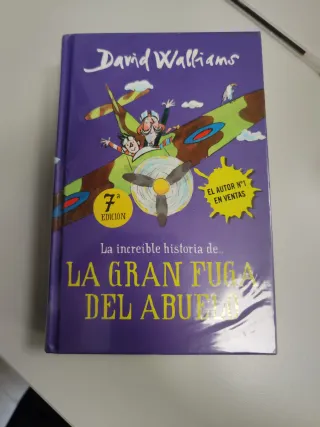 David Walliams
7ª
EDICIÓN
EL AUTOR Nº1
EN VENTAS
La increíble historia de...
LA GRAN FUGA
DEL ABUELO